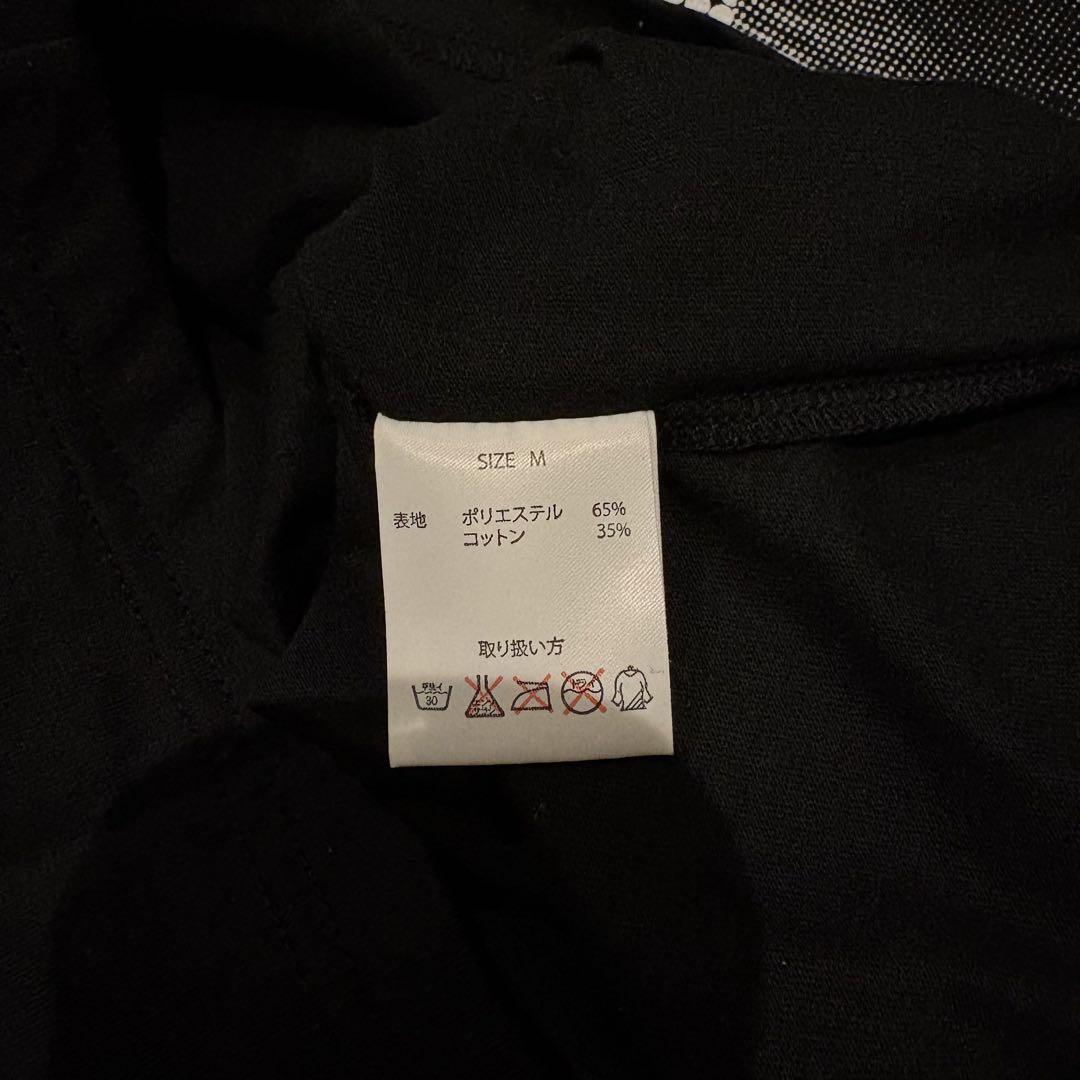 SIZE M
表地 ポリエステル 65%
コットン 35%
取り扱い方
30